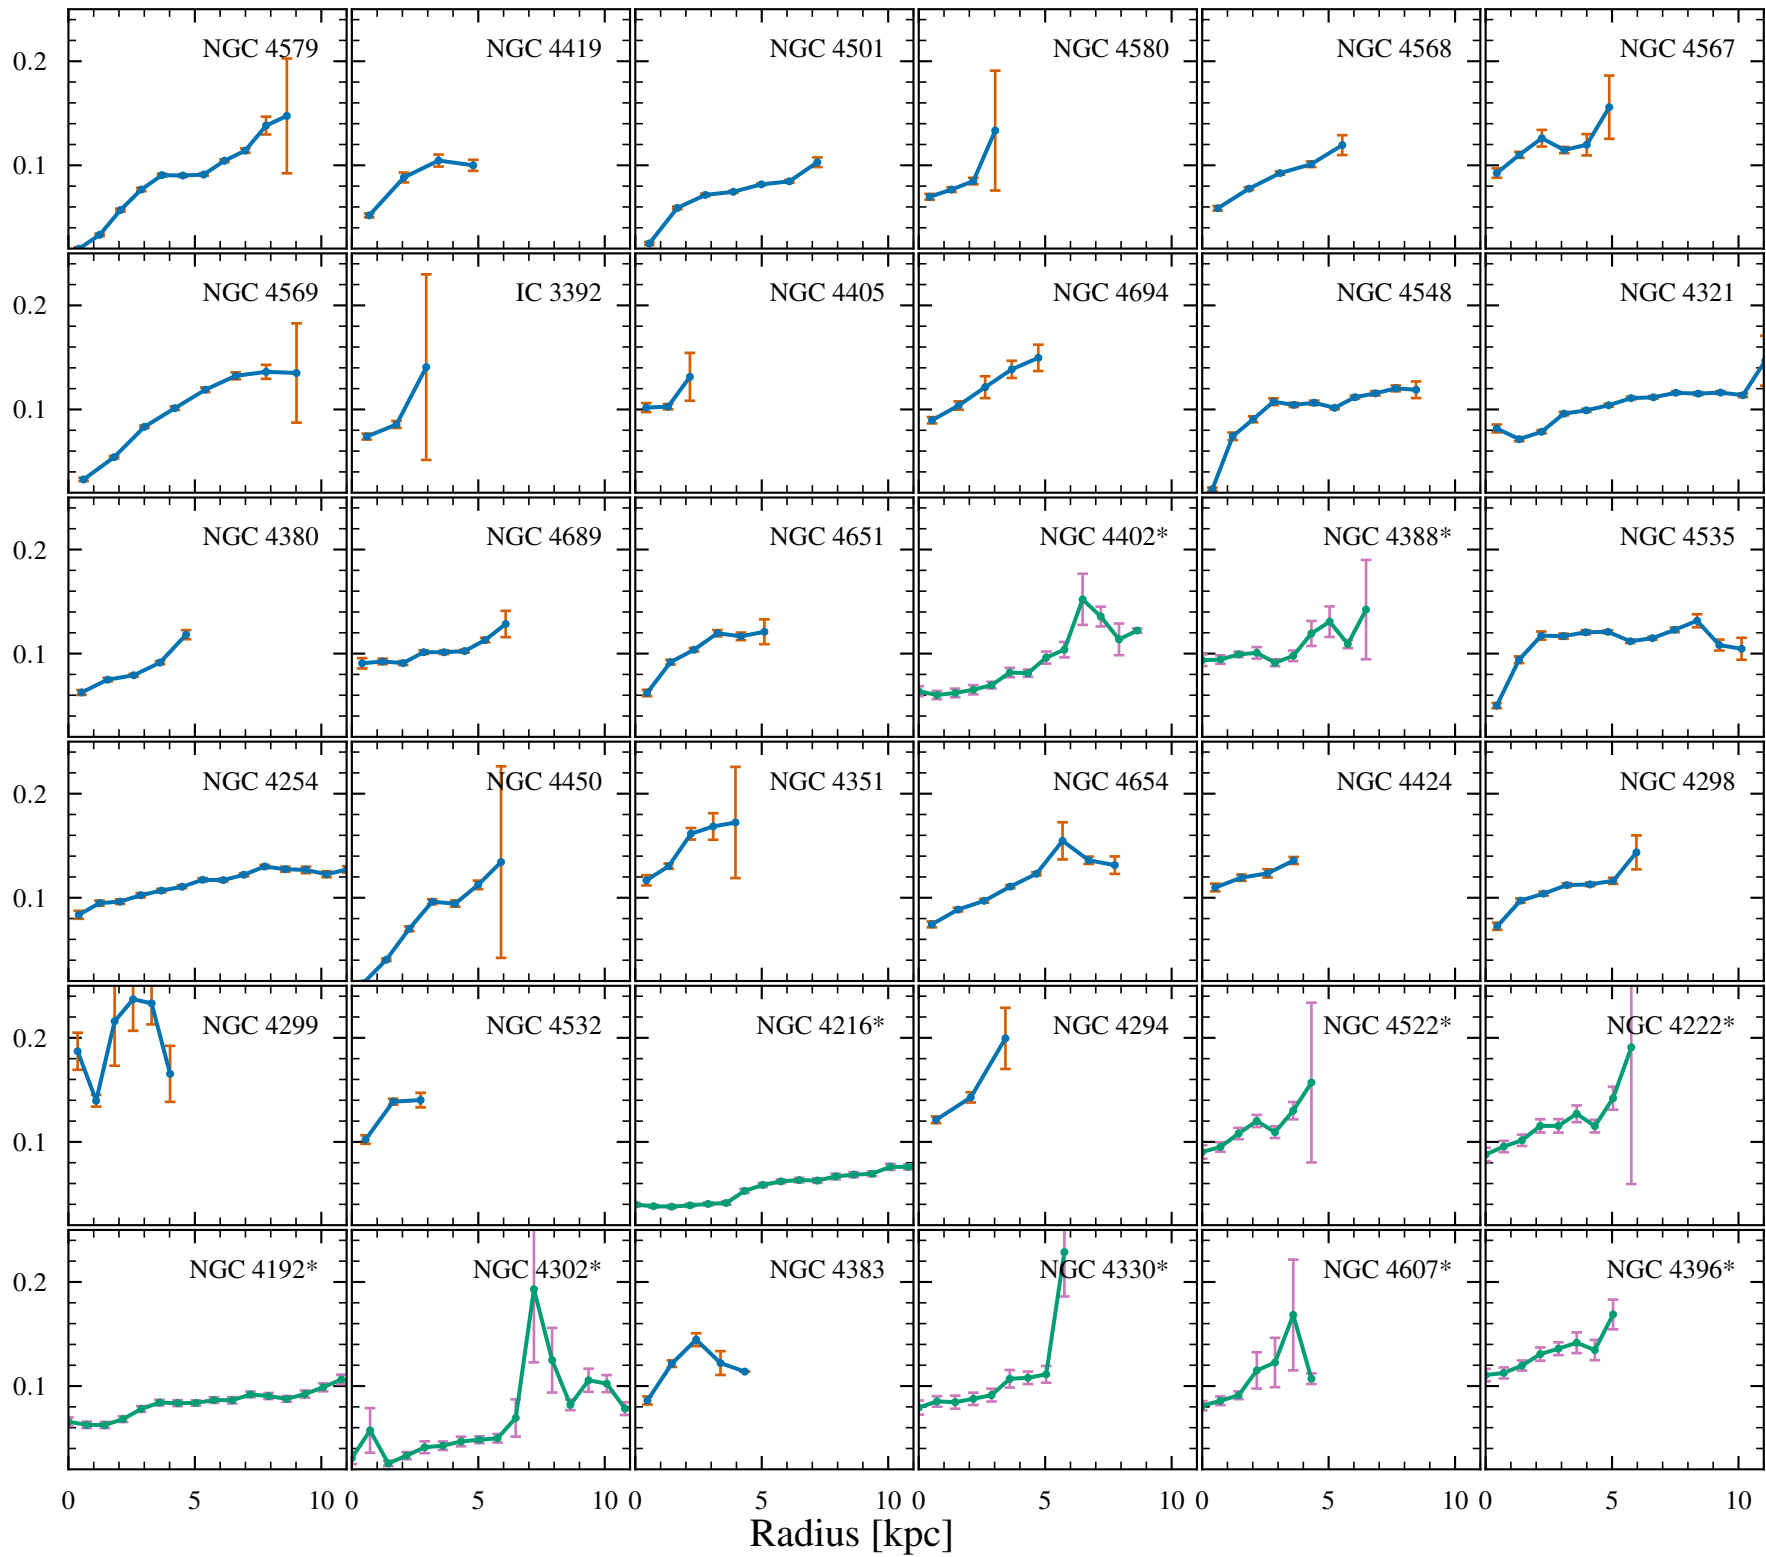 NGC 4579 NGC 4419 NGC 4501 NGC 4580 NGC 4568 NGC 4567
0.2
0.1
NGC 4569 IC 3392 NGC 4405 NGC 4694 NGC 4548 NGC 4321
0.2
0.1
NGC 4380 NGC 4689 NGC 4651 NGC 4402* NGC 4388* NGC 4535
0.2
0.1
NGC 4254 NGC 4450 NGC 4351 NGC 4654 NGC 4424 NGC 4298
0.2
0.1
NGC 4299 NGC 4532 NGC 4216* NGC 4294 NGC 4522* NGC 4222*
0.2
0.1
NGC 4192* NGC 4302* NGC 4383 NGC 4330* NGC 4607* NGC 4396*
0.2
0.1
0 5 10 0 5 10 0 5 10 0 5 10 0 5 10 0 5 10
Radius [kpc]